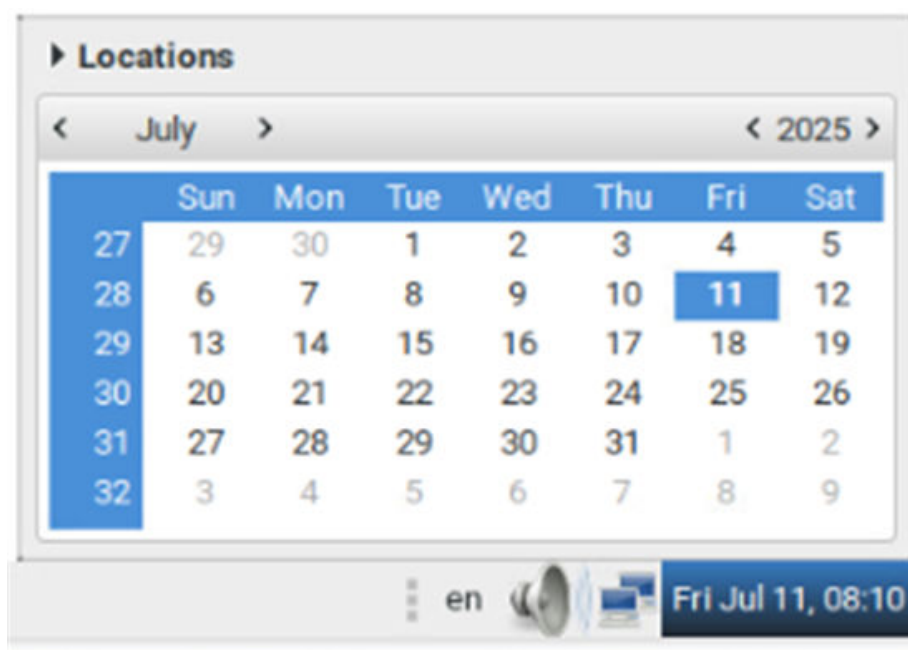 Locations
July 2025
Sun Mon Tue Wed Thu Fri Sat
27 29 30 1 2 3 4 5
28 6 7 8 9 10 11 12
29 13 14 15 16 17 18 19
30 20 21 22 23 24 25 26
31 27 28 29 30 31 1 2
32 3 4 5 6 7 8 9
en Fri Jul 11, 08:10